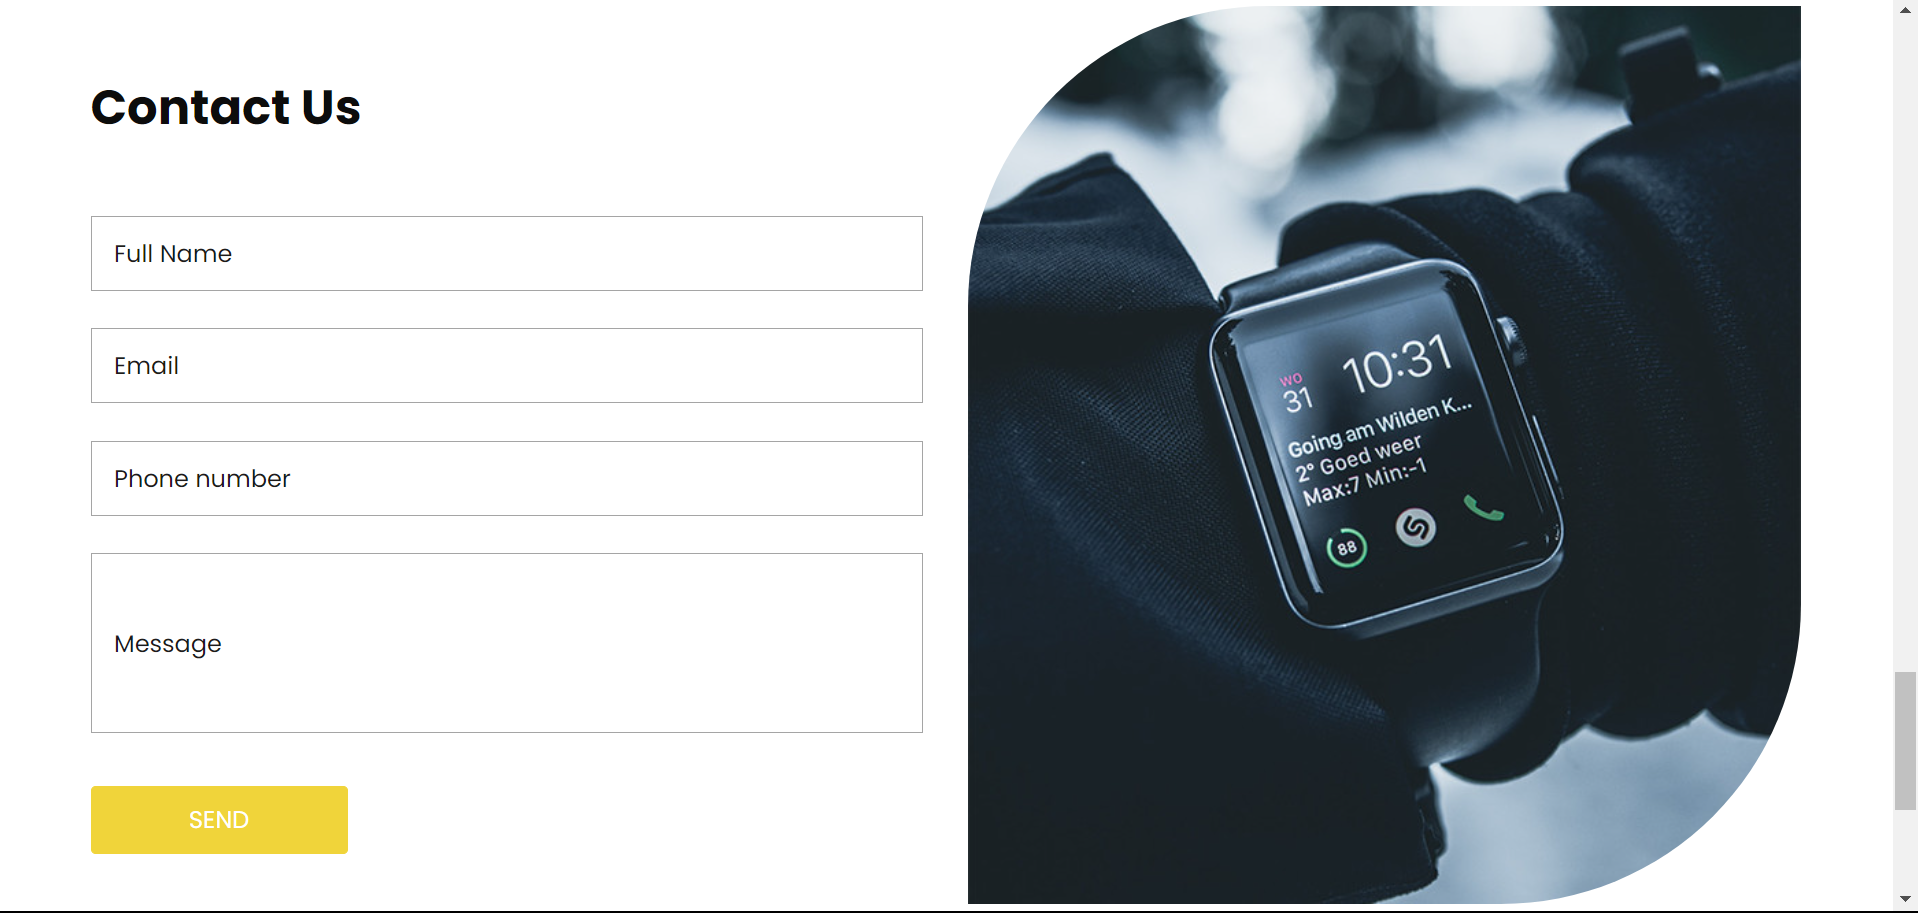 Contact Us
Full Name
Email
Phone number
Message
SEND
WO
31
10:31
Going am Wilden K...
2° Goed weer
Max:7 Min:-1
88